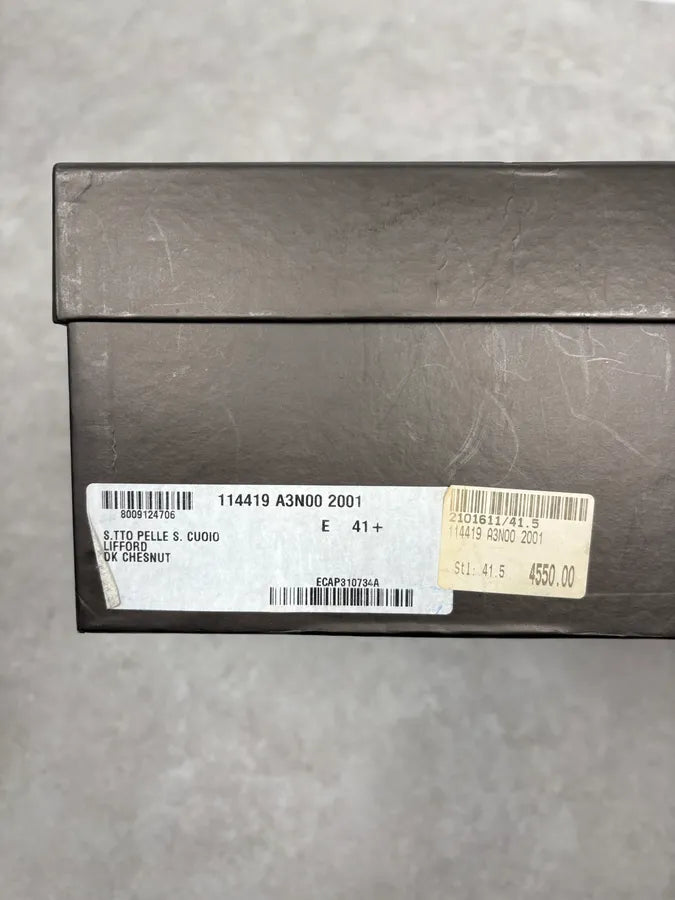 114419 A3N00 2001
8009124706
E 41+
S.TTO PELLE S. CUOIO
LIFFORD
DK CHESNUT
ECAP310734A
2101611/41.5
114419 A3N00 2001
Stl: 41.5 4550.00